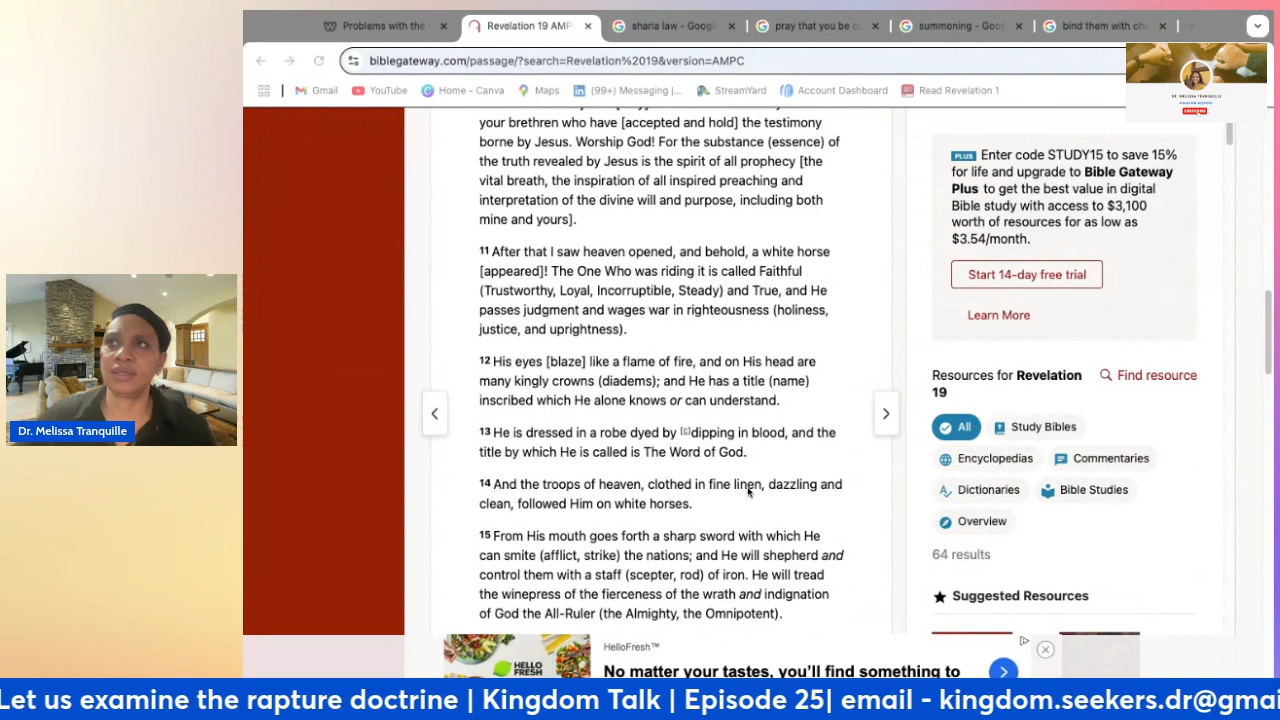 Problems with the
Revelation 19 AMP
sharia law - Google
pray that you be c
summoning - Goo
bind them with ch
biblegateway.com/passage/?search=Revelation%2019&version=AMPC
Gmail
YouTube
Home - Canva
Maps
(99+) Messaging |...
StreamYard
Account Dashboard
Read Revelation 1
DR. MELISSA TRANQUILLE
KINGDOM SEEKERS
SUBSCRIBE
your brethren who have [accepted and hold] the testimony
borne by Jesus. Worship God! For the substance (essence) of
the truth revealed by Jesus is the spirit of all prophecy [the
vital breath, the inspiration of all inspired preaching and
interpretation of the divine will and purpose, including both
mine and yours].
11 After that I saw heaven opened, and behold, a white horse
[appeared]! The One Who was riding it is called Faithful
(Trustworthy, Loyal, Incorruptible, Steady) and True, and He
passes judgment and wages war in righteousness (holiness,
justice, and uprightness).
12 His eyes [blaze] like a flame of fire, and on His head are
many kingly crowns (diadems); and He has a title (name)
inscribed which He alone knows or can understand.
13 He is dressed in a robe dyed by [c]dipping in blood, and the
title by which He is called is The Word of God.
14 And the troops of heaven, clothed in fine linen, dazzling and
clean, followed Him on white horses.
15 From His mouth goes forth a sharp sword with which He
can smite (afflict, strike) the nations; and He will shepherd and
control them with a staff (scepter, rod) of iron. He will tread
the winepress of the fierceness of the wrath and indignation
of God the All-Ruler (the Almighty, the Omnipotent).
PLUS Enter code STUDY15 to save 15%
for life and upgrade to Bible Gateway
Plus to get the best value in digital
Bible study with access to $3,100
worth of resources for as low as
$3.54/month.
Start 14-day free trial
Learn More
Resources for Revelation
19
Find resource
All
Study Bibles
Encyclopedias
Commentaries
Dictionaries
Bible Studies
Overview
64 results
Suggested Resources
HELLO
FRESH
HelloFresh™
No matter your tastes, you'll find something to
Dr. Melissa Tranquille
Let us examine the rapture doctrine | Kingdom Talk | Episode 25| email - kingdom.seekers.dr@gmai